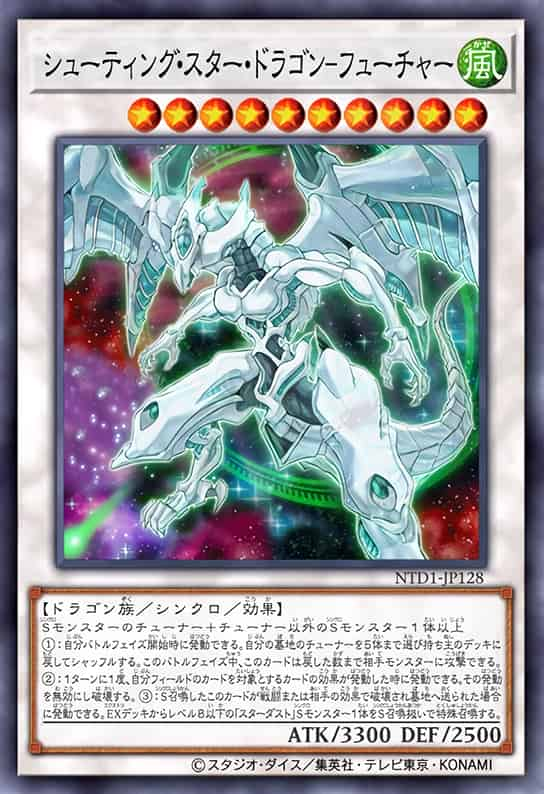 シューティング・スター・ドラゴン-フューチャー
風
NTD1-JP128
【ドラゴン族／シンクロ／効果】
Sモンスターのチューナー＋チューナー以外のSモンスター１体以上
①：自分バトルフェイズ開始時に発動できる。自分の墓地のチューナーを５体まで選び持ち主のデッキに
戻してシャッフルする。このバトルフェイズ中、このカードは戻した数まで相手モンスターに攻撃できる。
②：１ターンに１度、自分フィールドのカードを対象とするカードの効果が発動した時に発動できる。その発動
を無効にし破壊する。③：S召喚したこのカードが戦闘または相手の効果で破壊され墓地へ送られた場合
に発動できる。EXデッキからレベル８以下の「スターダスト」Sモンスター１体をS召喚扱いで特殊召喚する。
ATK/3300 DEF/2500
©スタジオ・ダイス／集英社・テレビ東京・KONAMI